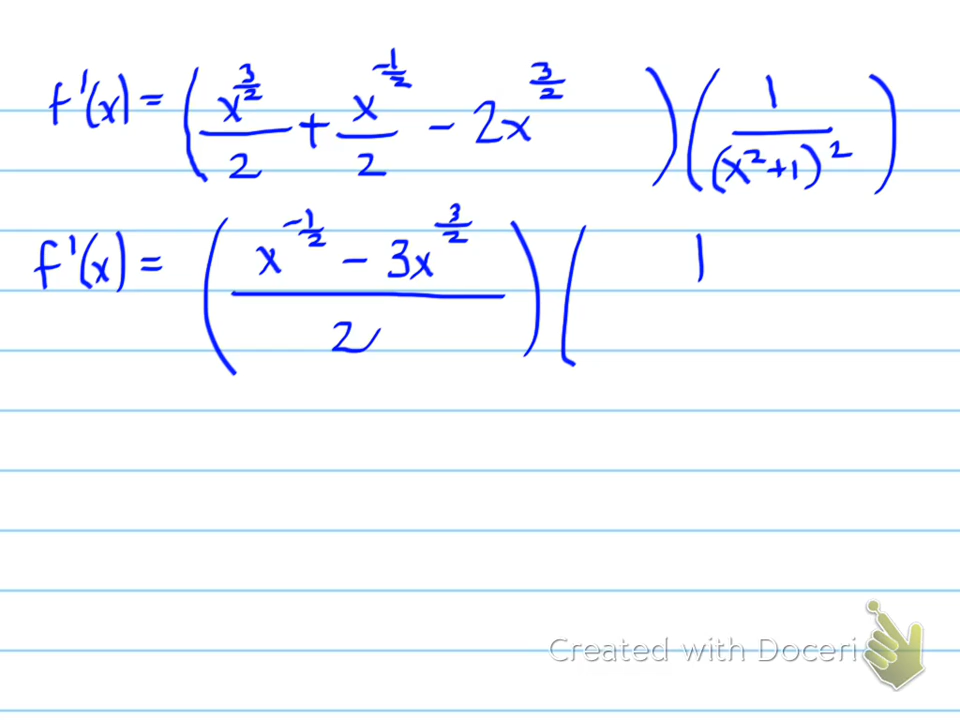 f'(x) = (x^{3/2}/2 + x^{-1/2}/2 - 2x^{3/2}) (1/(x^2+1)^2)
f'(x) = ((x^{-1/2} - 3x^{3/2})/2) (1
Created with Doceri